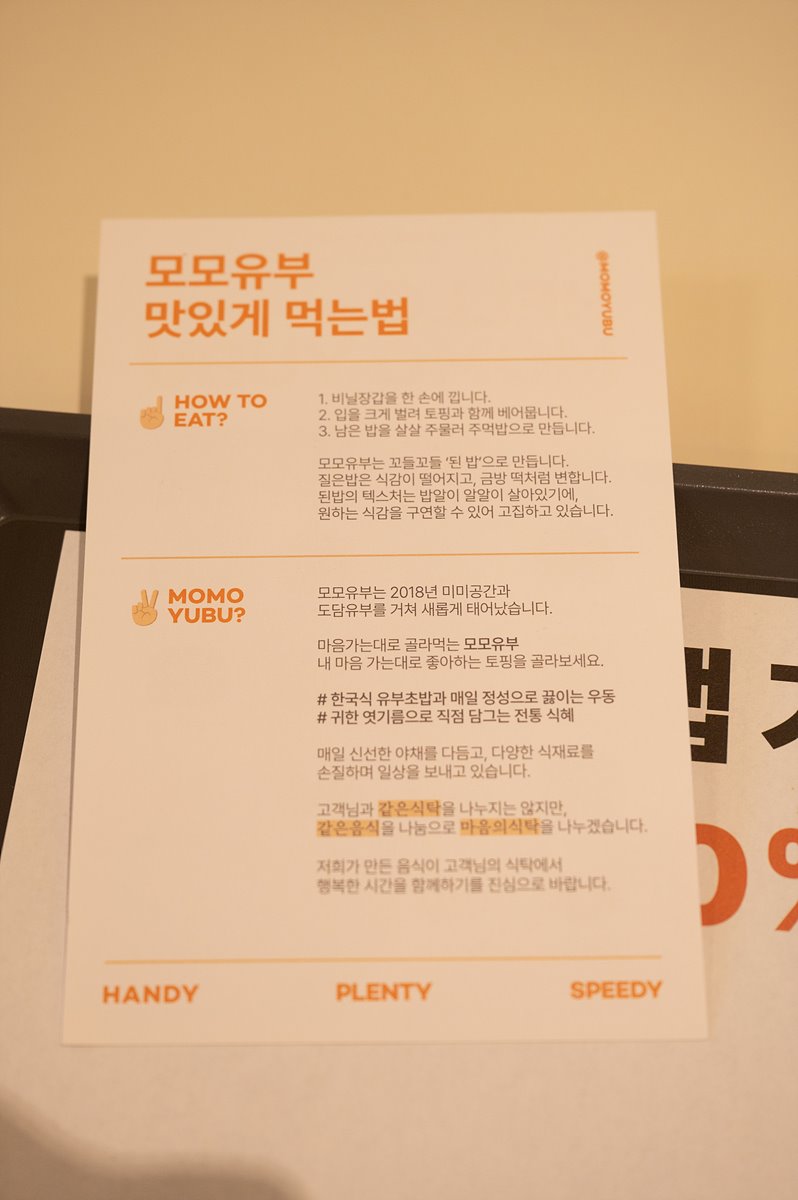 모모유부
맛있게 먹는법
@MOMOYUBU
HOW TO
EAT?
1. 비닐장갑을 한 손에 낍니다.
2. 입을 크게 벌려 토핑과 함께 베어뭅니다.
3. 남은 밥을 살살 주물러 주먹밥으로 만듭니다.
모모유부는 꼬들꼬들 ‘된 밥’으로 만듭니다.
질은밥은 식감이 떨어지고, 금방 떡처럼 변합니다.
된밥의 텍스처는 밥알이 알알이 살아있기에,
원하는 식감을 구연할 수 있어 고집하고 있습니다.
MOMO
YUBU?
모모유부는 2018년 미미공간과
도담유부를 거쳐 새롭게 태어났습니다.
마음가는대로 골라먹는 모모유부
내 마음 가는대로 좋아하는 토핑을 골라보세요.
# 한국식 유부초밥과 매일 정성으로 끓이는 우동
# 귀한 엿기름으로 직접 담그는 전통 식혜
매일 신선한 야채를 다듬고, 다양한 식재료를
손질하며 일상을 보내고 있습니다.
고객님과 같은식탁을 나누지는 않지만,
같은음식을 나눔으로 마음의식탁을 나누겠습니다.
저희가 만든 음식이 고객님의 식탁에서
행복한 시간을 함께하기를 진심으로 바랍니다.
HANDY PLENTY SPEEDY
0%